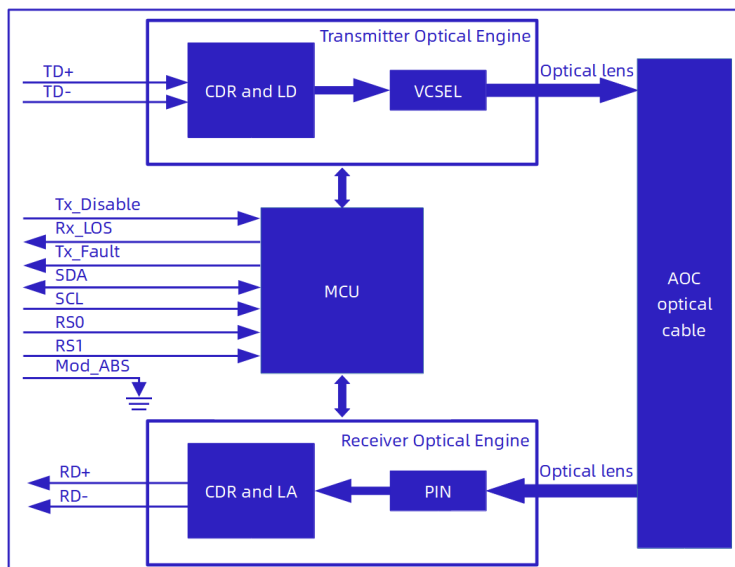 Transmitter Optical Engine
TD+
TD-
CDR and LD
VCSEL
Optical lens
Tx_Disable
Rx_LOS
Tx_Fault
SDA
SCL
RS0
RS1
Mod_ABS
MCU
AOC
optical
cable
Receiver Optical Engine
RD+
RD-
CDR and LA
PIN
Optical lens